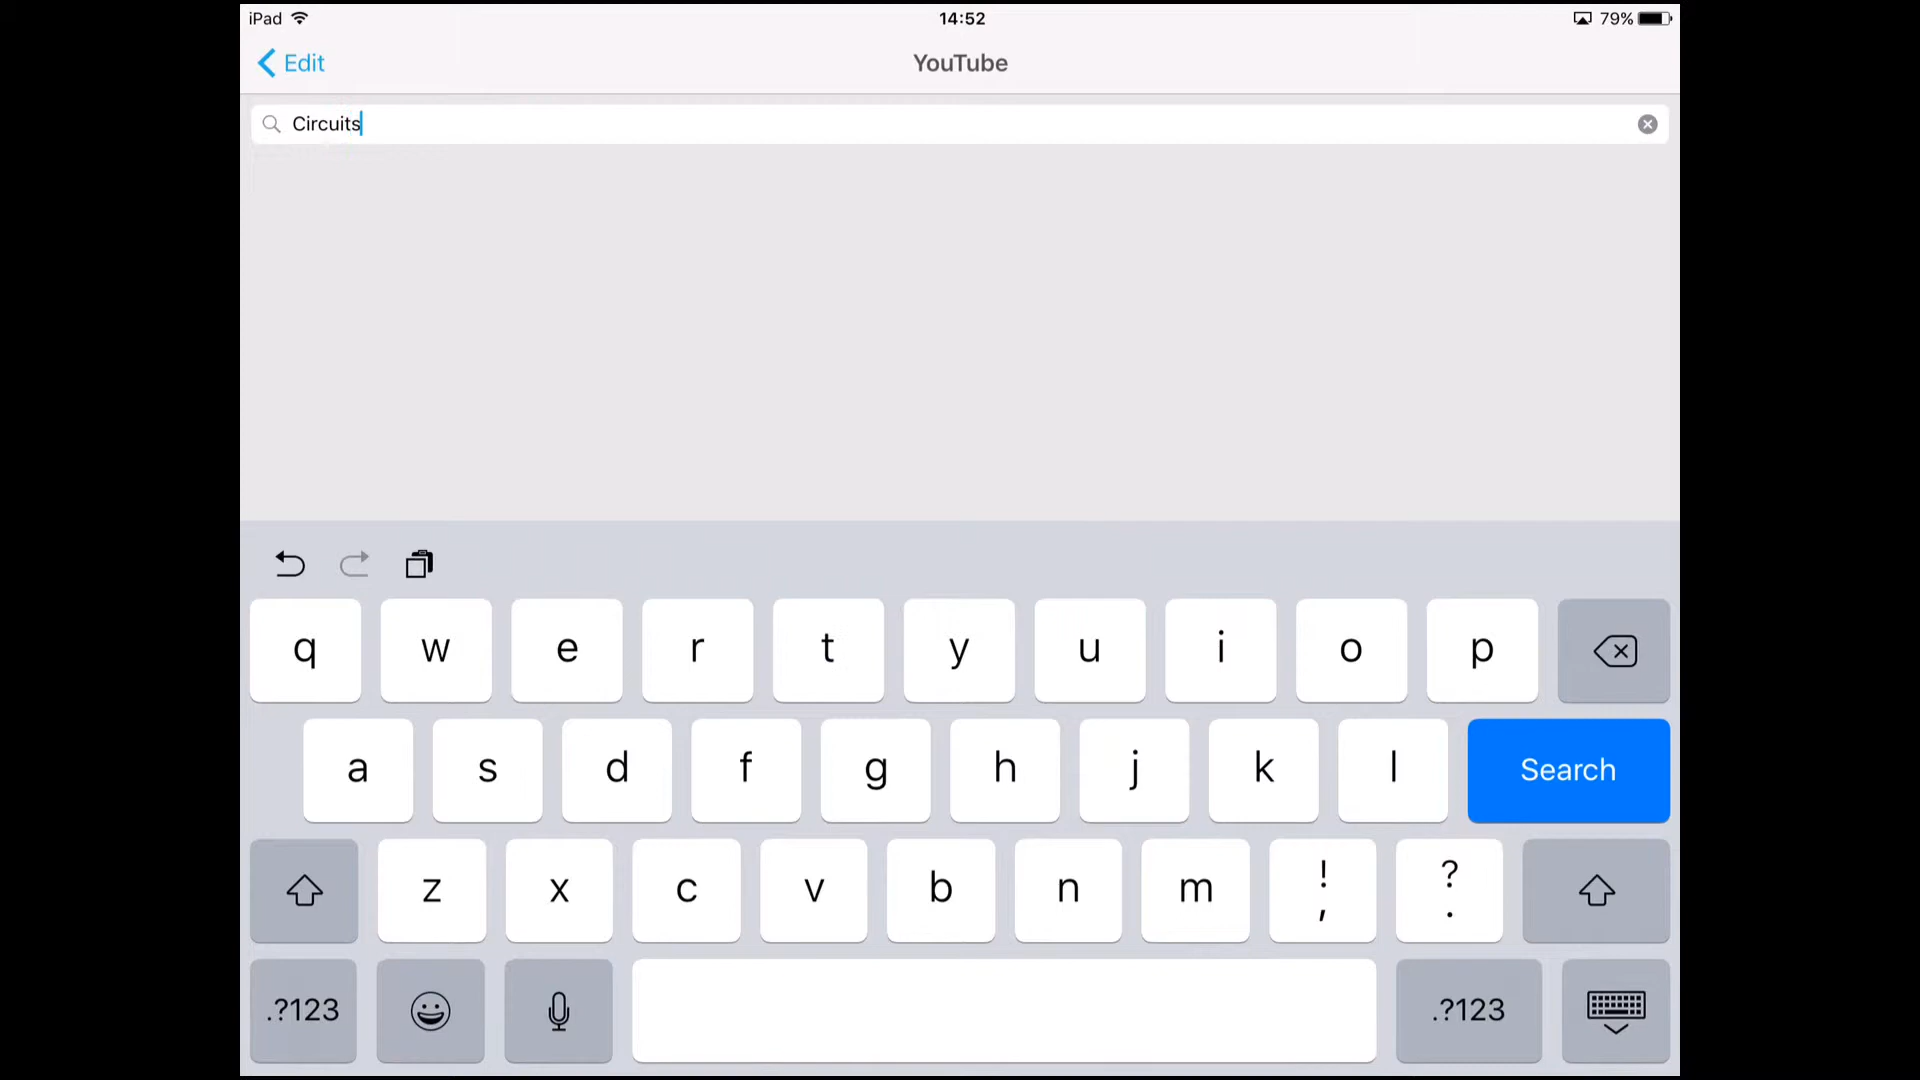 iPad 14:52 79%
Edit YouTube
Circuits
q w e r t y u i o p
a s d f g h j k l Search
z x c v b n m ! , ? .
.?123 .?123